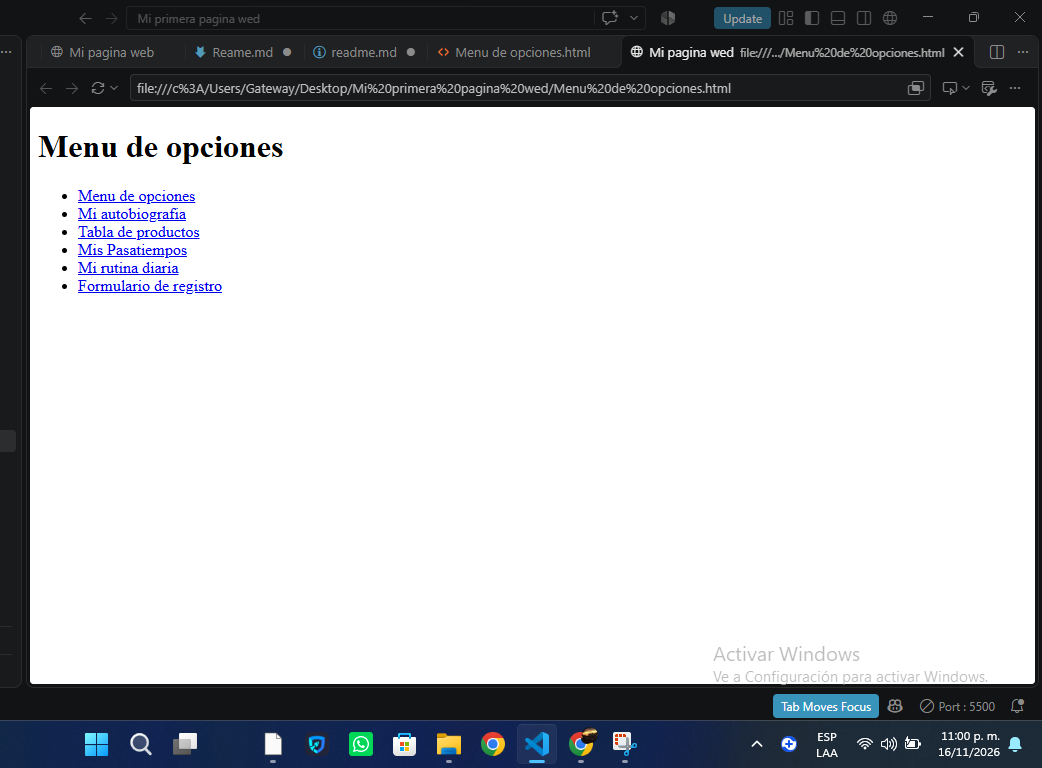 Mi primera pagina wed
Update
Mi pagina web
Reame.md
readme.md
Menu de opciones.html
Mi pagina wed file:///.../Menu%20de%20opciones.html
file:///c%3A/Users/Gateway/Desktop/Mi%20primera%20pagina%20wed/Menu%20de%20opciones.html
Menu de opciones
Menu de opciones
Mi autobiografía
Tabla de productos
Mis Pasatiempos
Mi rutina diaria
Formulario de registro
Activar Windows
Ve a Configuración para activar Windows.
Tab Moves Focus
Port : 5500
ESP
LAA
11:00 p. m.
16/11/2026